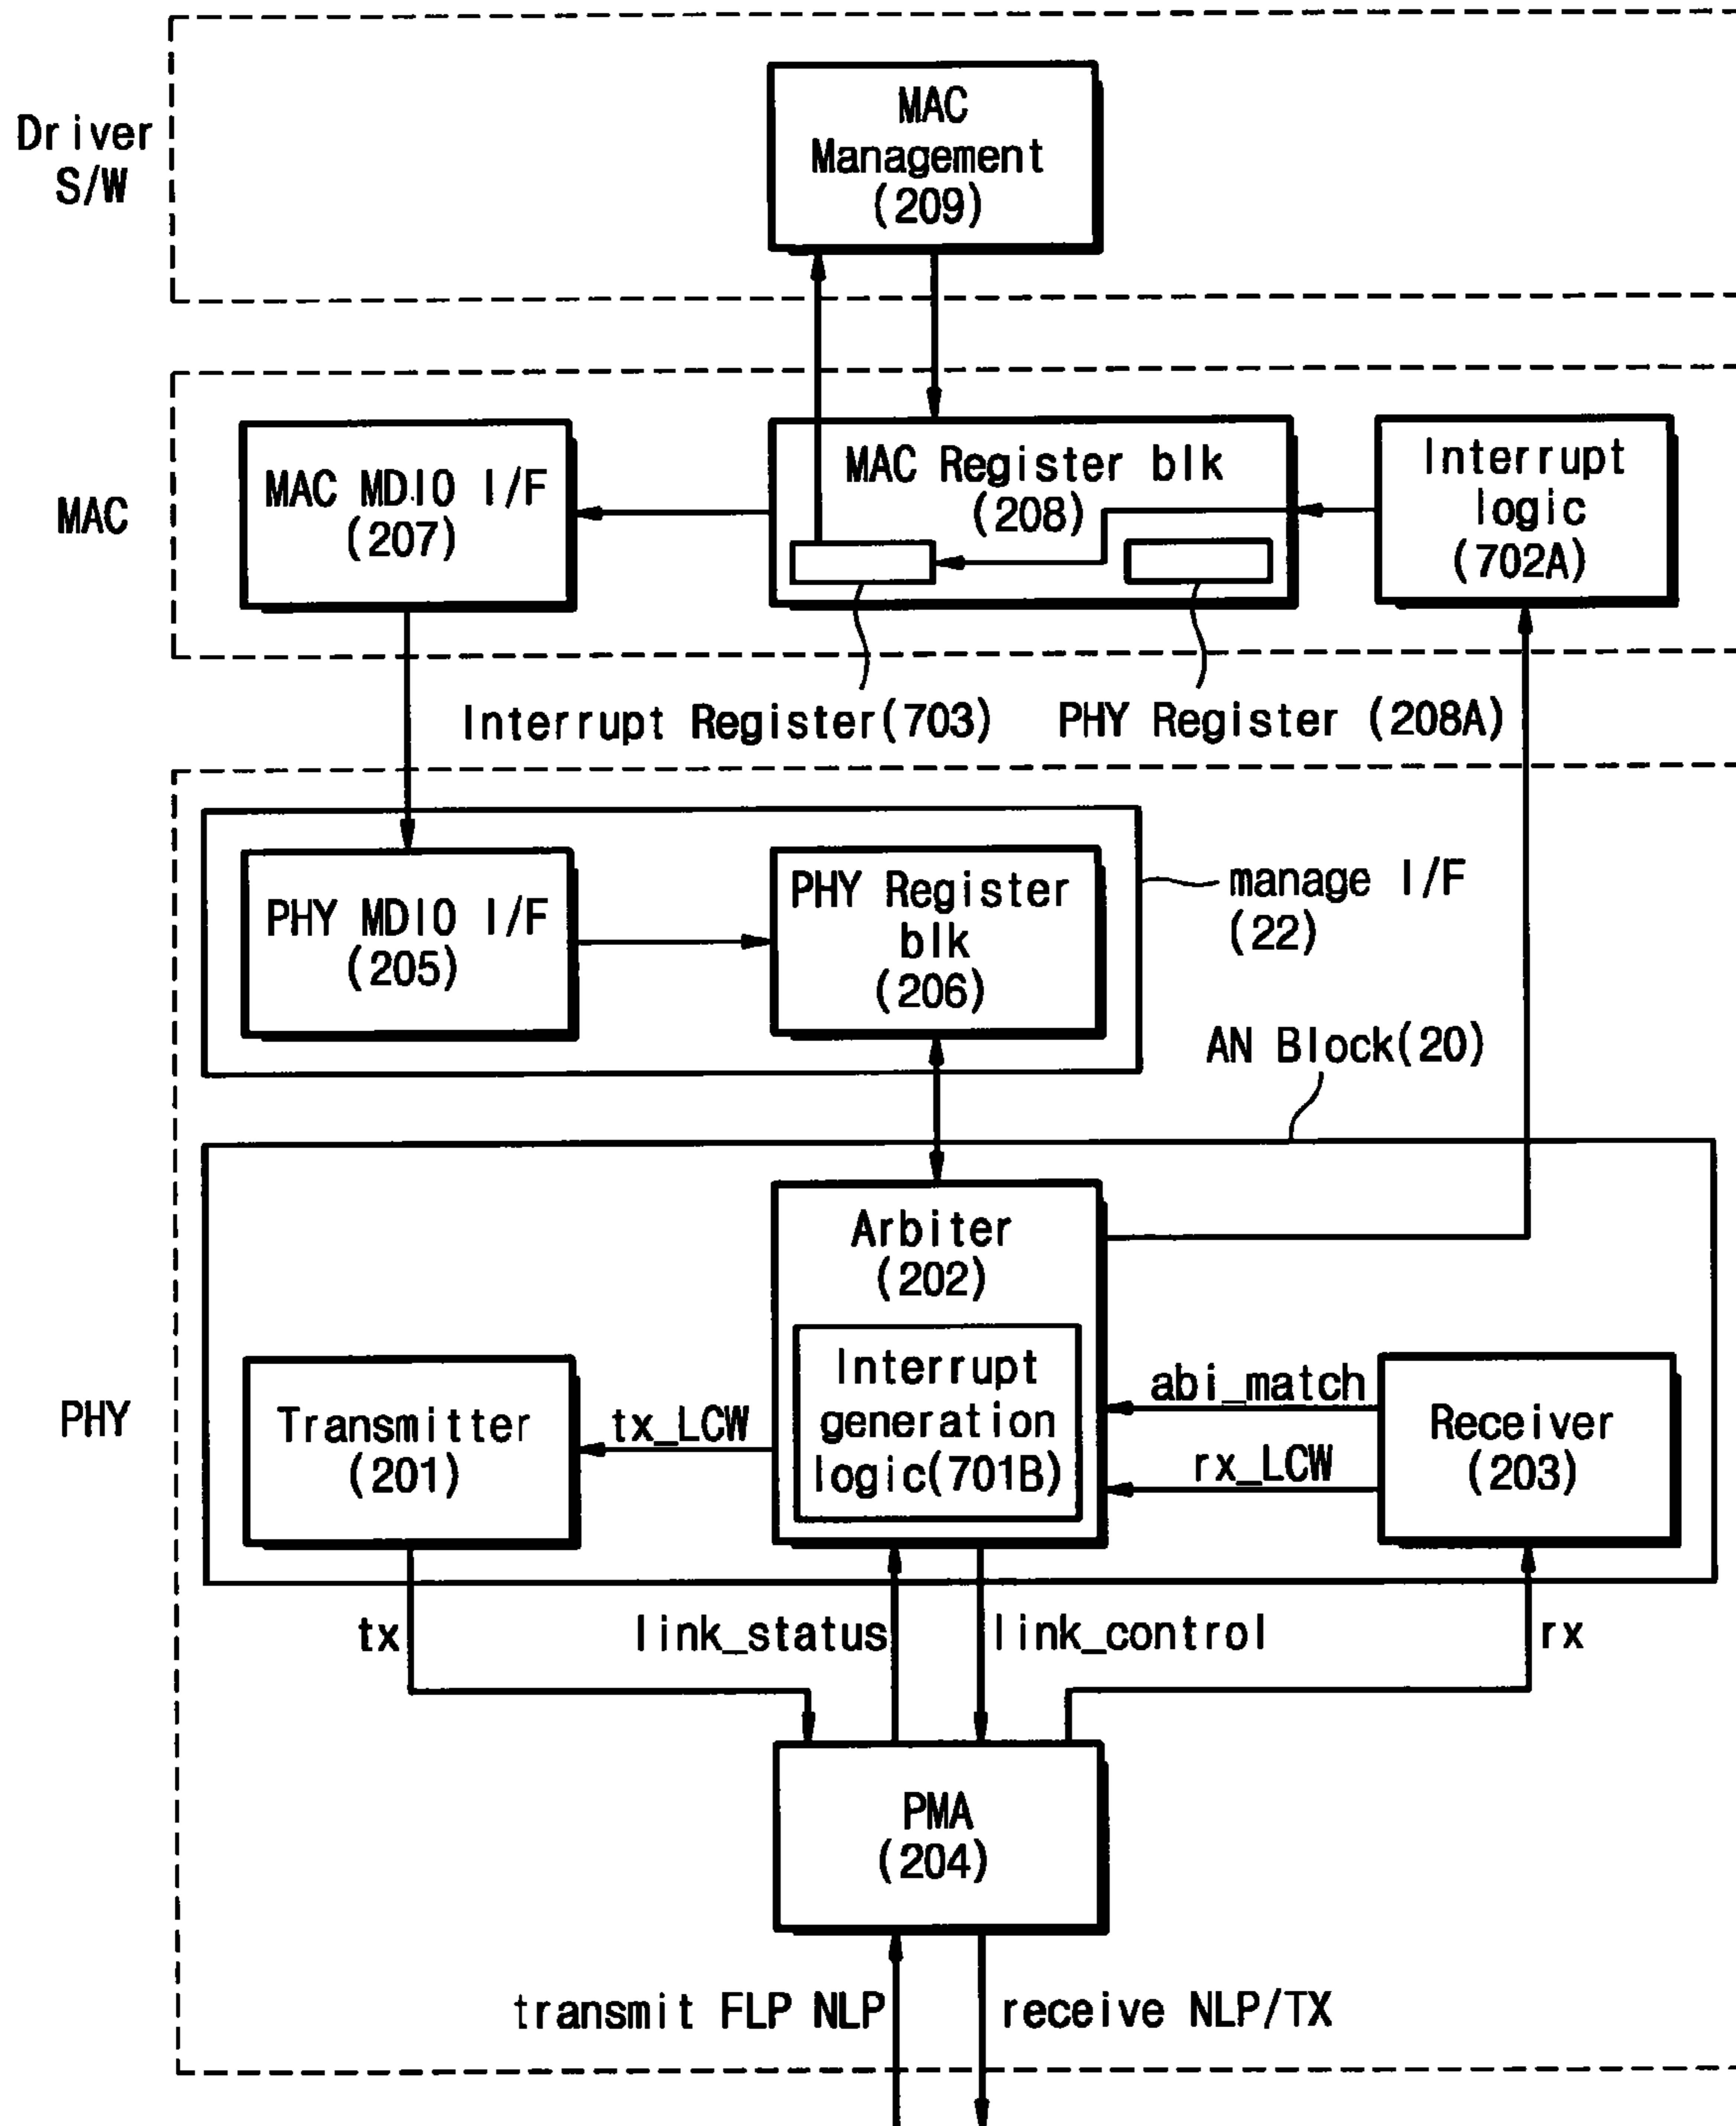 Driver
S/W
MAC
Management
(209)
MAC
MAC MDIO I/F
(207)
MAC Register blk
(208)
Interrupt
logic
(702A)
Interrupt Register(703)
PHY Register (208A)
PHY MDIO I/F
(205)
PHY Register
blk
(206)
manage I/F
(22)
AN Block(20)
PHY
Arbiter
(202)
Interrupt
generation
logic(701B)
Transmitter
(201)
tx_LCW
abi_match
rx_LCW
Receiver
(203)
tx
link_status
link_control
rx
PMA
(204)
transmit FLP NLP
receive NLP/TX